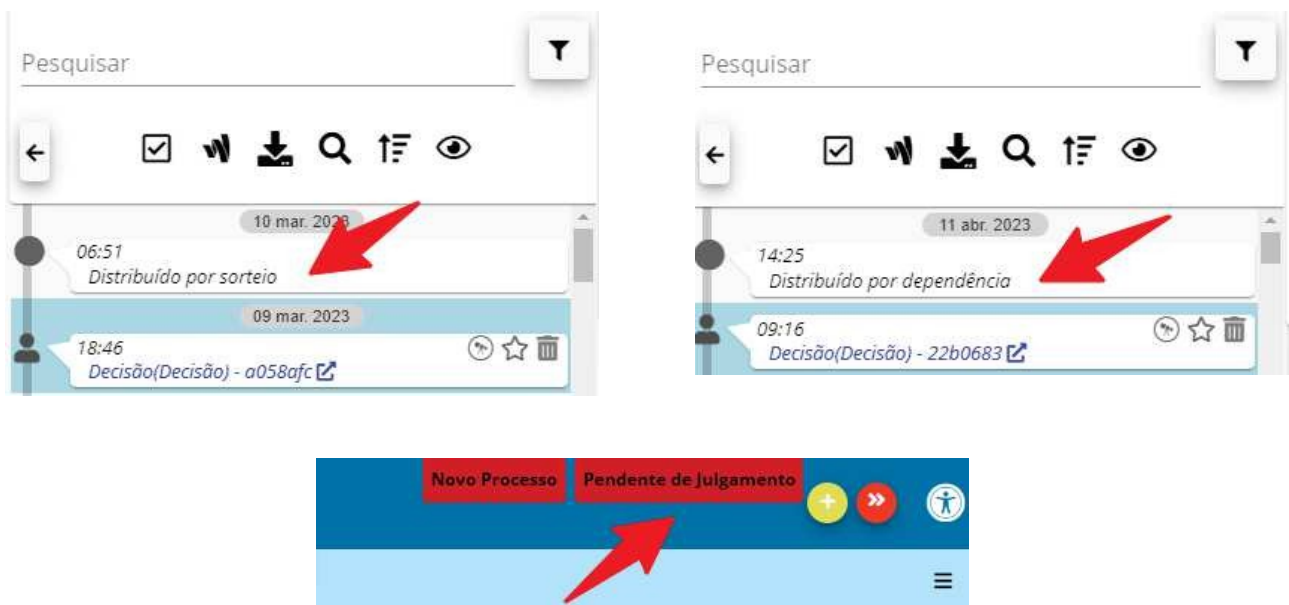 Pesquisar
10 mar. 2023
06:51
Distribuído por sorteio
09 mar. 2023
18:46
Decisão(Decisão) - a058afc
Pesquisar
11 abr. 2023
14:25
Distribuído por dependência
09:16
Decisão(Decisão) - 22b0683
Novo Processo Pendente de Julgamento